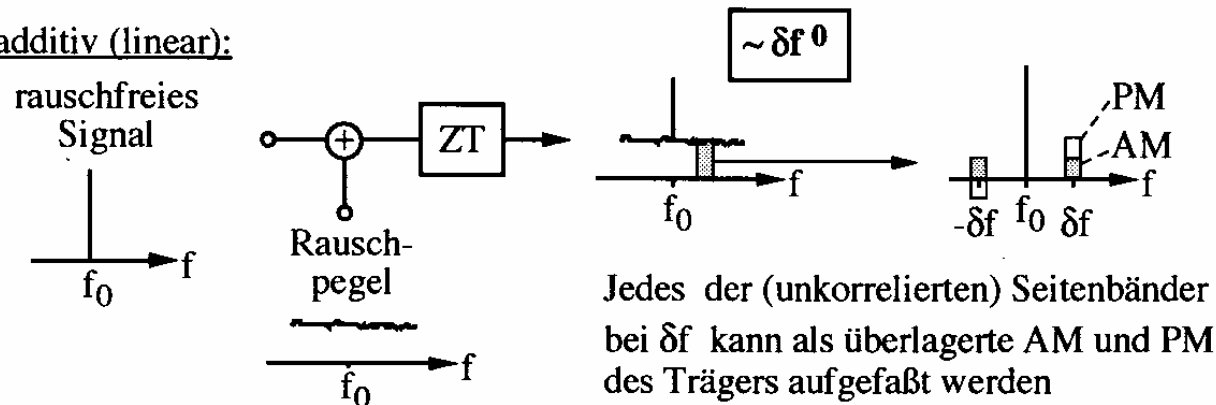 additiv (linear):
rauschfreies
Signal
f
f₀
+
ZT
Rausch-
pegel
f
f₀
~ δf ⁰
f
f₀
PM
AM
f
-δf f₀ δf
Jedes der (unkorrelierten) Seitenbänder
bei δf kann als überlagerte AM und PM
des Trägers aufgefaßt werden